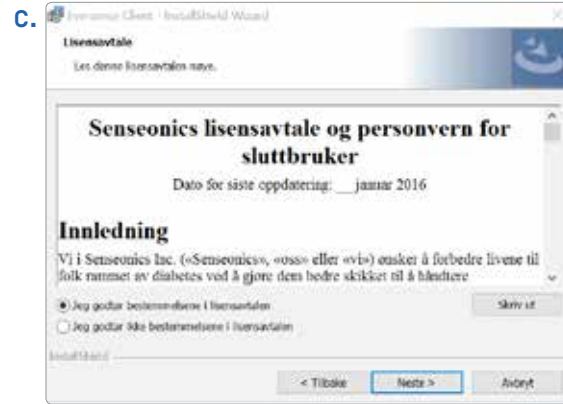 C.
Eversense Client - InstallShield Wizard
Lisensavtale
Les denne lisensavtalen nøye.
Senseonics lisensavtale og personvern for
sluttbruker
Dato for siste oppdatering: __ januar 2016
Innledning
Vi i Senseonics Inc. («Senseonics», «oss» eller «vi») ønsker å forbedre livene til
folk rammet av diabetes ved å gjøre dem bedre skikket til å håndtere
Jeg godtar bestemmelsene i lisensavtalen
Skriv ut
Jeg godtar ikke bestemmelsene i lisensavtalen
InstallShield
< Tilbake
Neste >
Avbryt